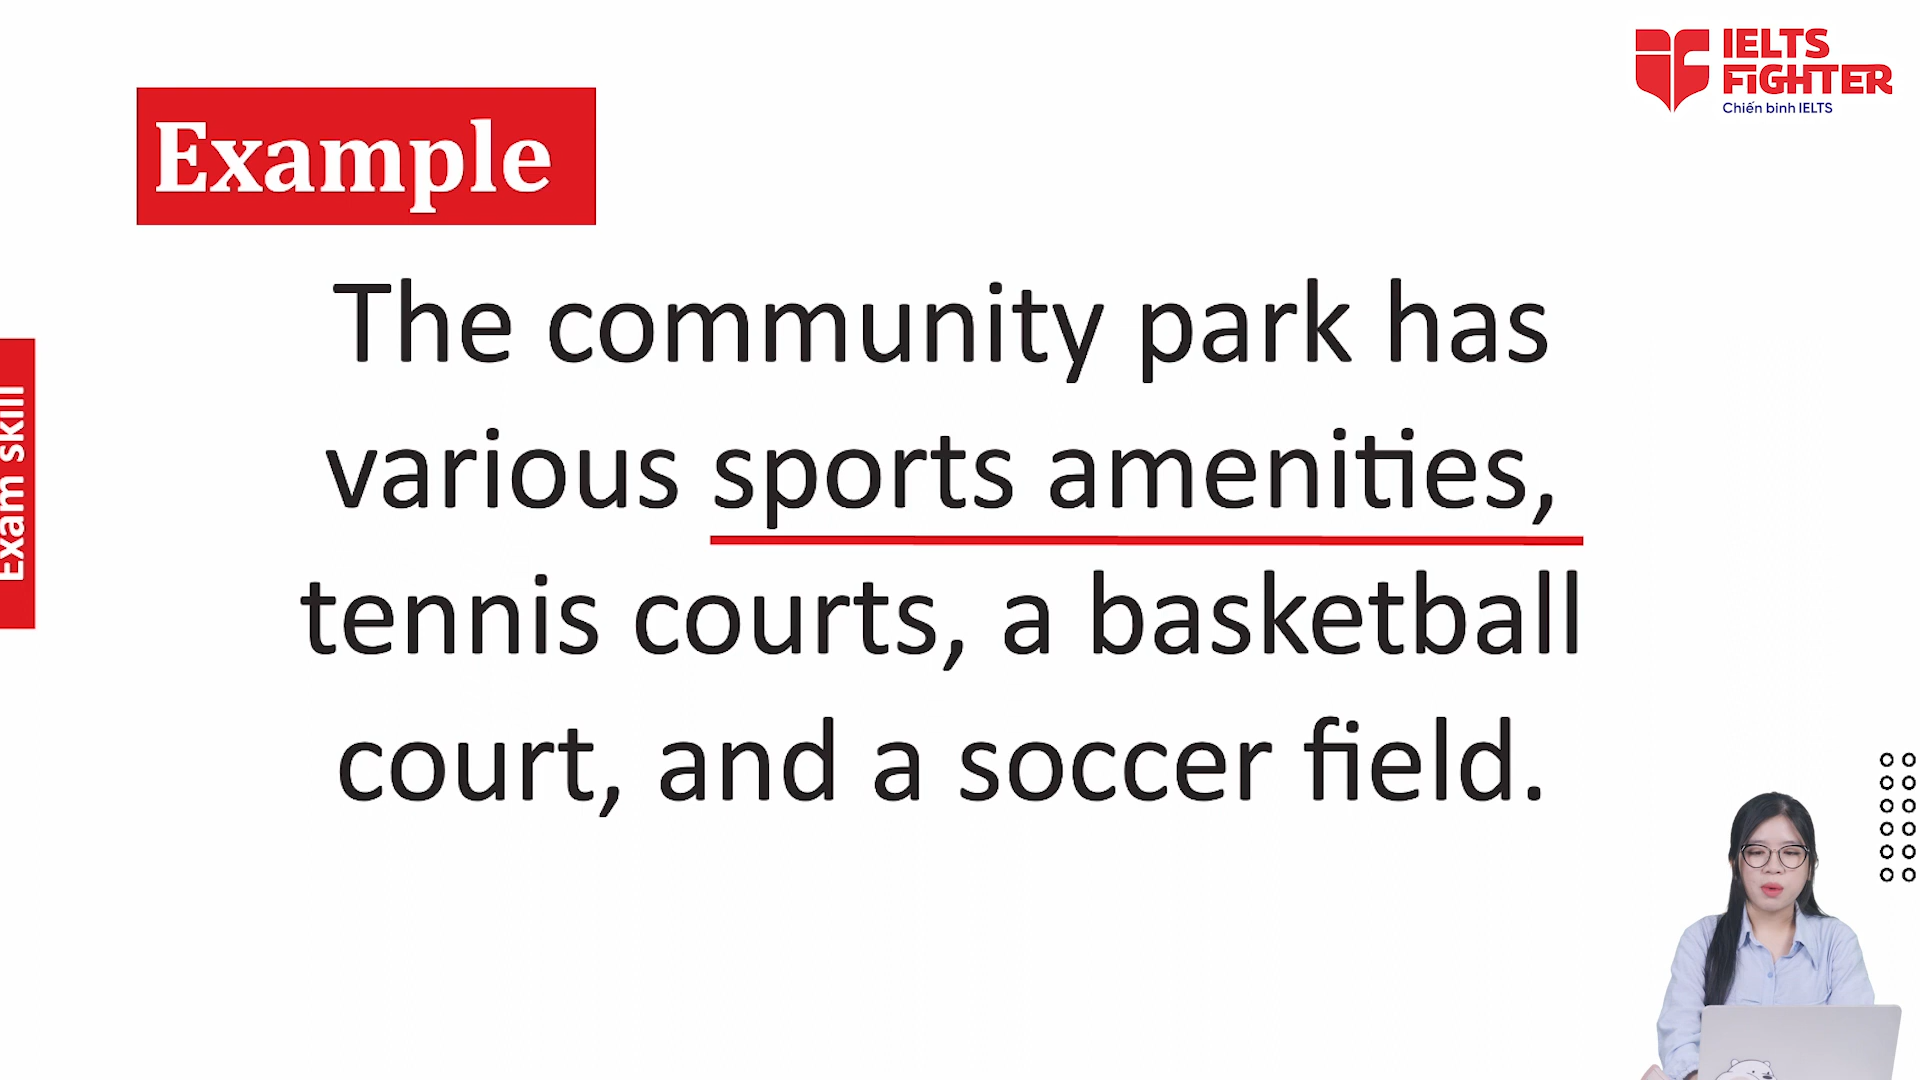 IELTS
FIGHTER
Chiến binh IELTS
Example
The community park has
various sports amenities,
tennis courts, a basketball
court, and a soccer field.
Exam skill